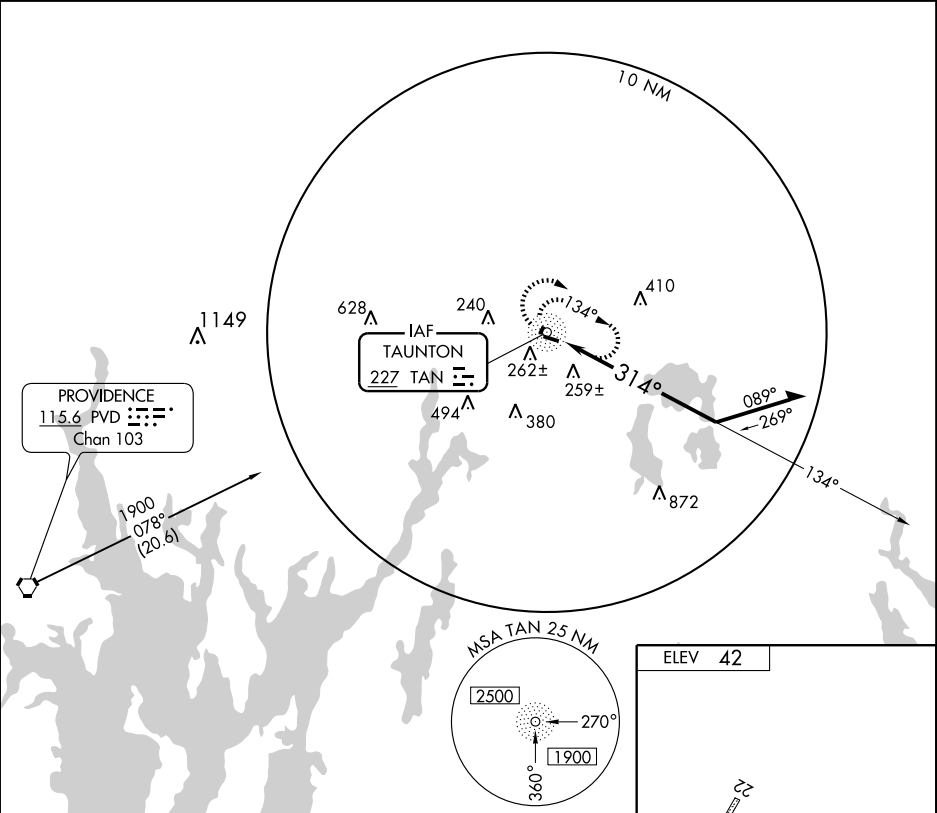 10 NM
410
134°
628
240
1149
IAF
TAUNTON
227 TAN
262±
259±
314°
PROVIDENCE
115.6 PVD
Chan 103
494
380
089°
269°
134°
872
1900
078°
(20.6)
MSA TAN 25 NM
2500
270°
1900
360°
ELEV 42
22